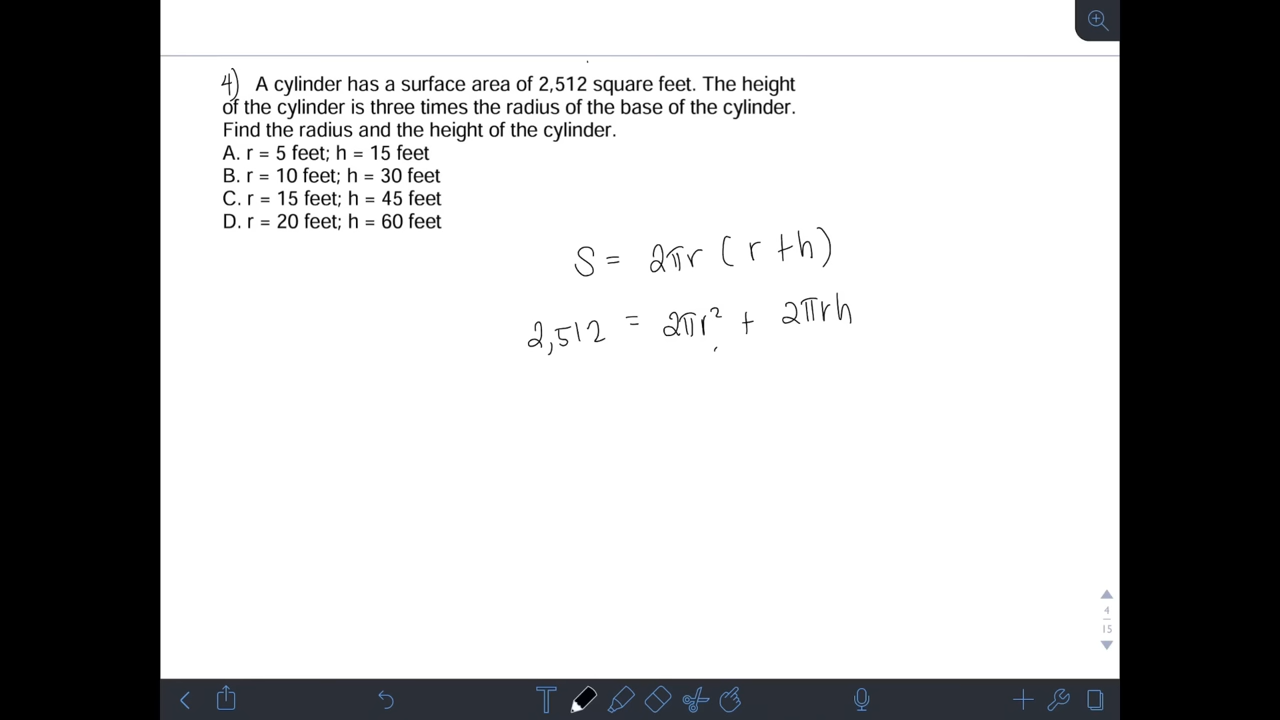 4) A cylinder has a surface area of 2,512 square feet. The height
of the cylinder is three times the radius of the base of the cylinder.
Find the radius and the height of the cylinder.
A. r = 5 feet; h = 15 feet
B. r = 10 feet; h = 30 feet
C. r = 15 feet; h = 45 feet
D. r = 20 feet; h = 60 feet
S = 2πr (r + h)
2,512 = 2πr² + 2πrh
4
15
T